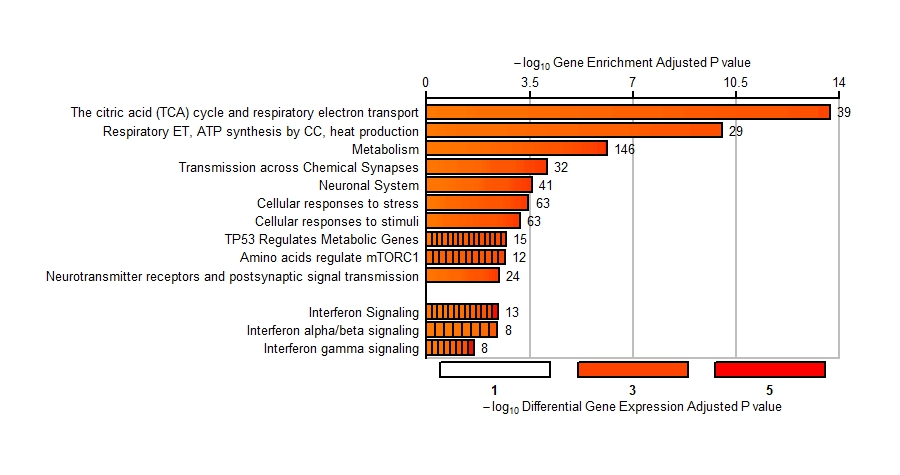 –log10 Gene Enrichment Adjusted P value
0 3.5 7 10.5 14
The citric acid (TCA) cycle and respiratory electron transport 39
Respiratory ET, ATP synthesis by CC, heat production 29
Metabolism 146
Transmission across Chemical Synapses 32
Neuronal System 41
Cellular responses to stress 63
Cellular responses to stimuli 63
TP53 Regulates Metabolic Genes 15
Amino acids regulate mTORC1 12
Neurotransmitter receptors and postsynaptic signal transmission 24
Interferon Signaling 13
Interferon alpha/beta signaling 8
Interferon gamma signaling 8
1 3 5
–log10 Differential Gene Expression Adjusted P value